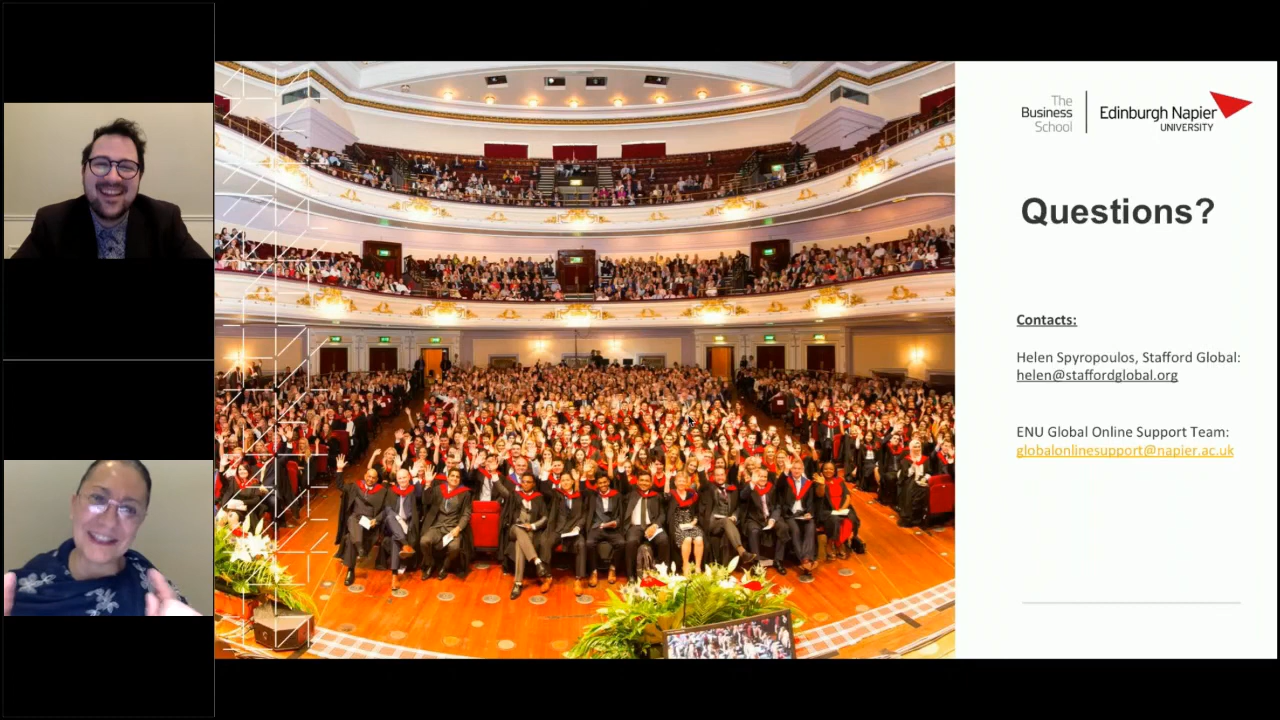 The
Business
School
Edinburgh Napier
UNIVERSITY
Questions?
Contacts:
Helen Spyropoulos, Stafford Global:
helen@staffordglobal.org
ENU Global Online Support Team:
globalonlinesupport@napier.ac.uk